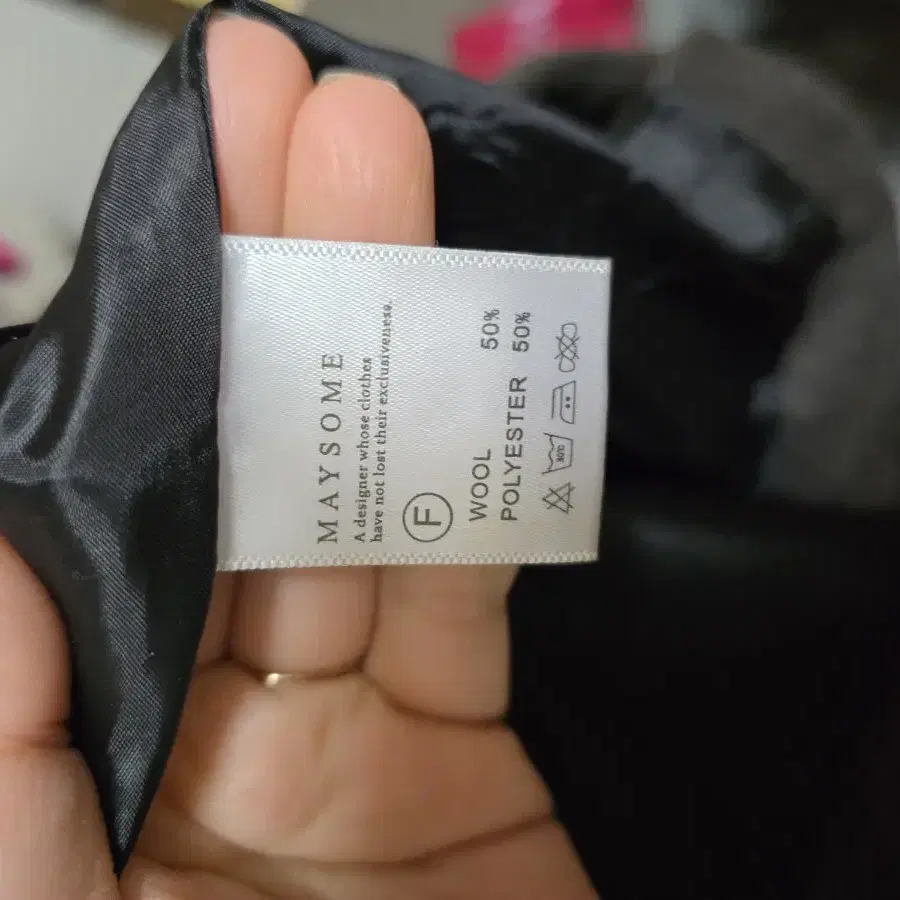 MAYSOME
A designer whose clothes
have not lost their exclusiveness.
F
WOOL 50%
POLYESTER 50%